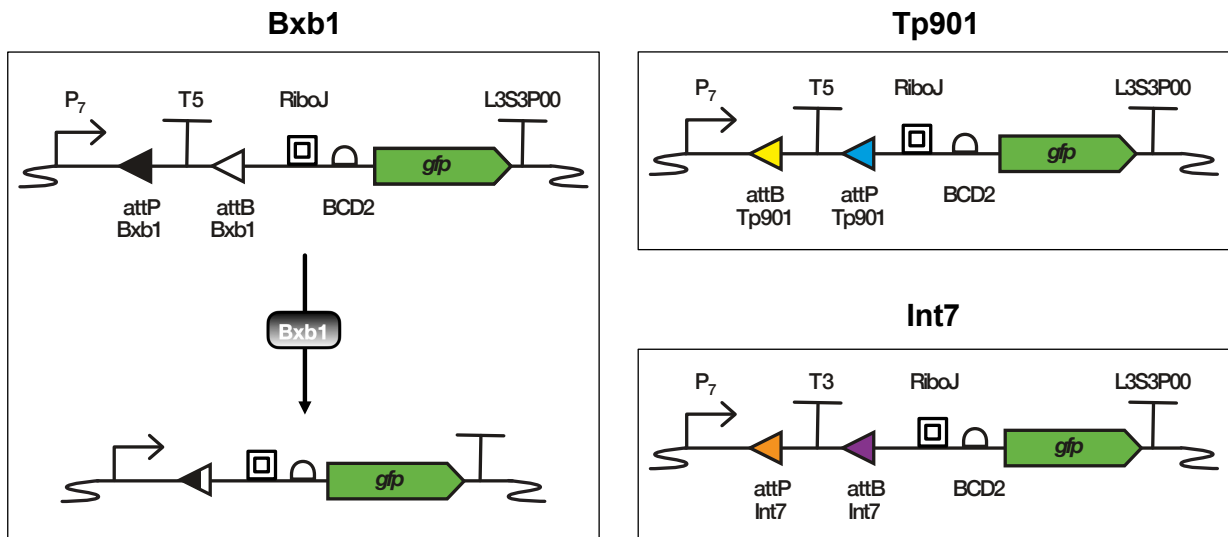 Bxb1
P7 T5 RiboJ L3S3P00
gfp
attP attB BCD2
Bxb1 Bxb1
Bxb1
gfp
Tp901
P7 T5 RiboJ L3S3P00
gfp
attB attP BCD2
Tp901 Tp901
Int7
P7 T3 RiboJ L3S3P00
gfp
attP attB BCD2
Int7 Int7